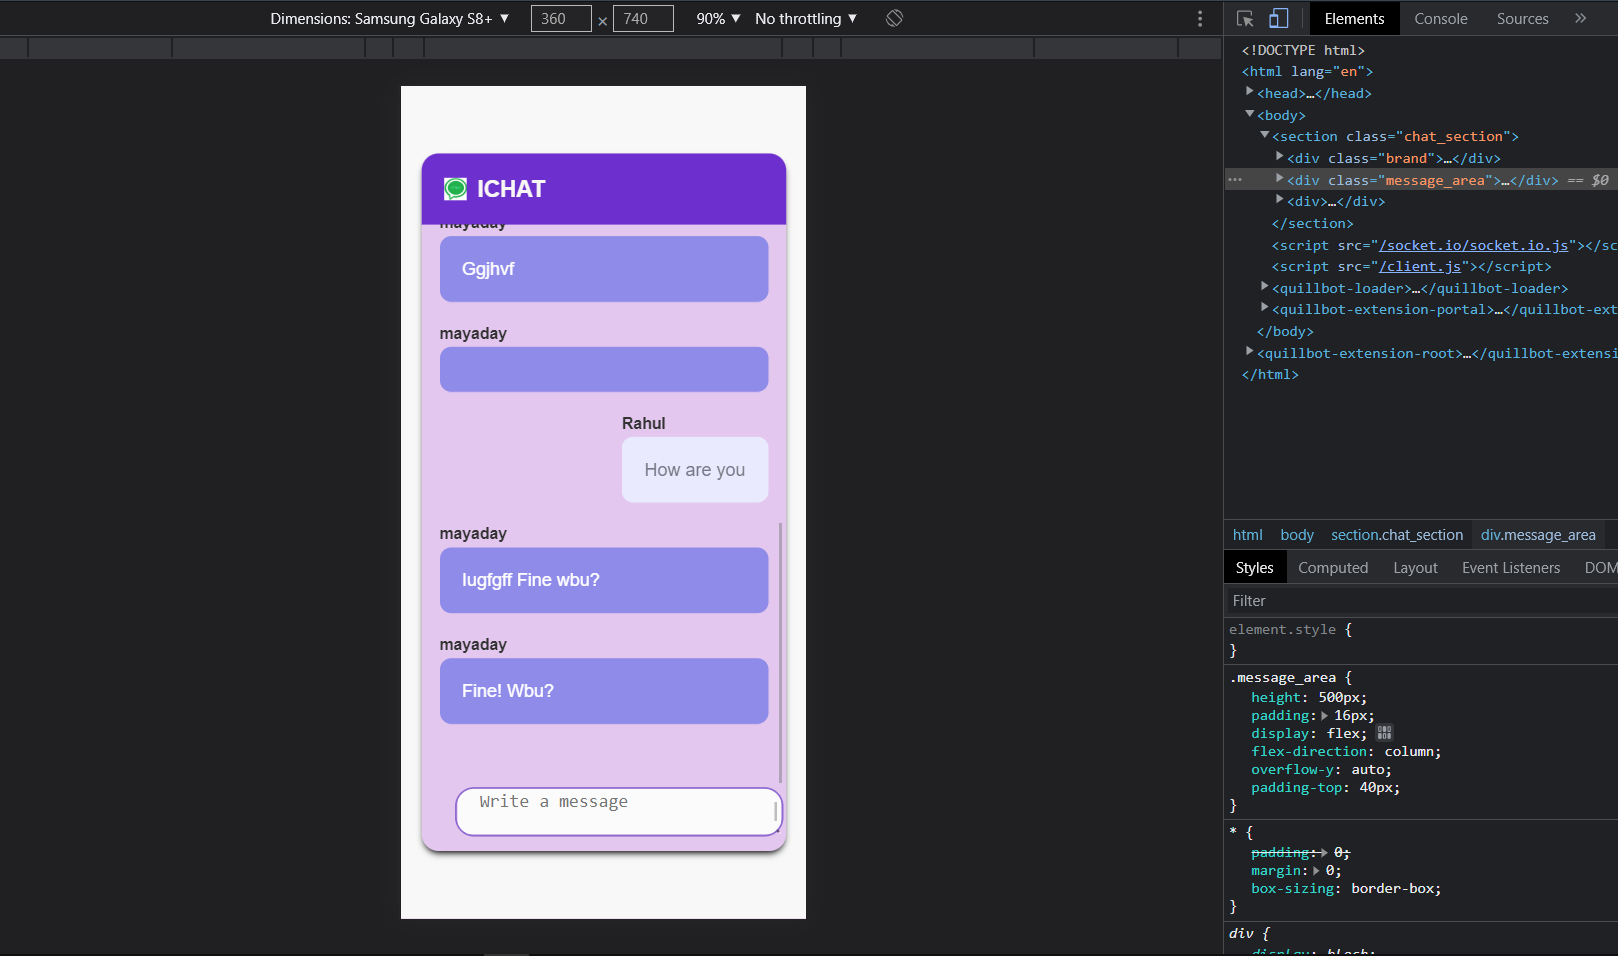 Dimensions: Samsung Galaxy S8+ ▼ 360 × 740 90% ▼ No throttling ▼
ICHAT
mayaday
Ggjhvf
mayaday
Rahul
How are you
mayaday
Iugfgff Fine wbu?
mayaday
Fine! Wbu?
Write a message
Elements Console Sources »
<!DOCTYPE html>
<html lang="en">
<head>…</head>
<body>
<section class="chat_section">
<div class="brand">…</div>
<div class="message_area">…</div> == $0
<div>…</div>
</section>
<script src="/socket.io/socket.io.js"></sc
<script src="/client.js"></script>
<quillbot-loader>…</quillbot-loader>
<quillbot-extension-portal>…</quillbot-ext
</body>
<quillbot-extension-root>…</quillbot-extensi
</html>
html body section.chat_section div.message_area
Styles Computed Layout Event Listeners DOM
Filter
element.style {
}
.message_area {
height: 500px;
padding: 16px;
display: flex;
flex-direction: column;
overflow-y: auto;
padding-top: 40px;
}
* {
padding: 0;
margin: 0;
box-sizing: border-box;
}
div {
display: block;